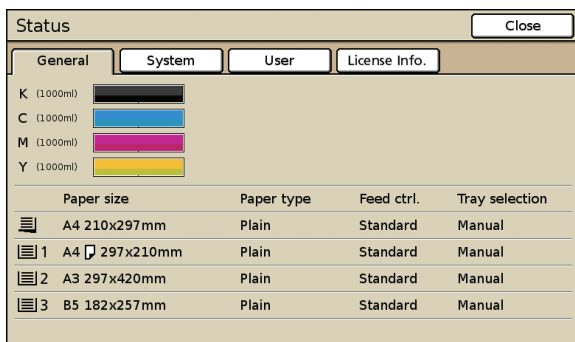 Status Close
General System User License Info.
K (1000ml)
C (1000ml)
M (1000ml)
Y (1000ml)
Paper size Paper type Feed ctrl. Tray selection
A4 210x297mm Plain Standard Manual
1 A4 297x210mm Plain Standard Manual
2 A3 297x420mm Plain Standard Manual
3 B5 182x257mm Plain Standard Manual